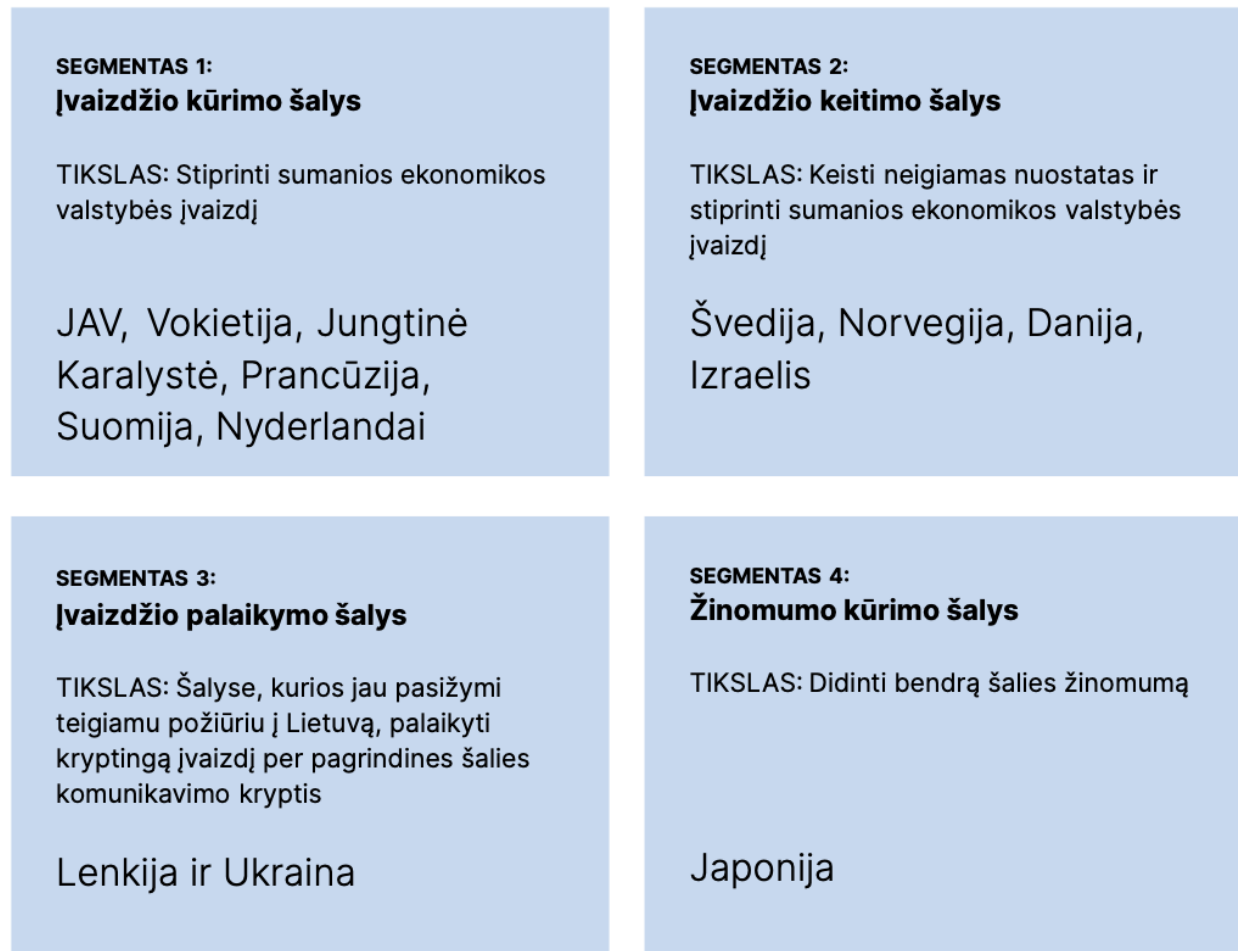 SEGMENTAS 1:
Įvaizdžio kūrimo šalys
TIKSLAS: Stiprinti sumanios ekonomikos
valstybės įvaizdį
JAV, Vokietija, Jungtinė
Karalystė, Prancūzija,
Suomija, Nyderlandai
SEGMENTAS 2:
Įvaizdžio keitimo šalys
TIKSLAS: Keisti neigiamas nuostatas ir
stiprinti sumanios ekonomikos valstybės
įvaizdį
Švedija, Norvegija, Danija,
Izraelis
SEGMENTAS 3:
Įvaizdžio palaikymo šalys
TIKSLAS: Šalyse, kurios jau pasižymi
teigiamu požiūriu į Lietuvą, palaikyti
kryptingą įvaizdį per pagrindines šalies
komunikavimo kryptis
Lenkija ir Ukraina
SEGMENTAS 4:
Žinomumo kūrimo šalys
TIKSLAS: Didinti bendrą šalies žinomumą
Japonija